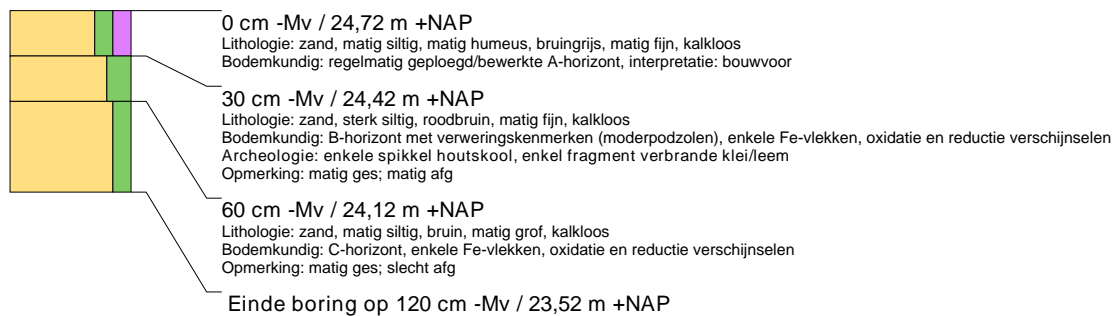 0 cm -Mv / 24,72 m +NAP
Lithologie: zand, matig siltig, matig humeus, bruingrijs, matig fijn, kalkloos
Bodemkundig: regelmatig geploegd/bewerkte A-horizont, interpretatie: bouwvoor
30 cm -Mv / 24,42 m +NAP
Lithologie: zand, sterk siltig, roodbruin, matig fijn, kalkloos
Bodemkundig: B-horizont met verweringskenmerken (moderpodzolen), enkele Fe-vlekken, oxidatie en reductie verschijnselen
Archeologie: enkele spikkel houtskool, enkel fragment verbrande klei/leem
Opmerking: matig ges; matig afg
60 cm -Mv / 24,12 m +NAP
Lithologie: zand, matig siltig, bruin, matig grof, kalkloos
Bodemkundig: C-horizont, enkele Fe-vlekken, oxidatie en reductie verschijnselen
Opmerking: matig ges; slecht afg
Einde boring op 120 cm -Mv / 23,52 m +NAP